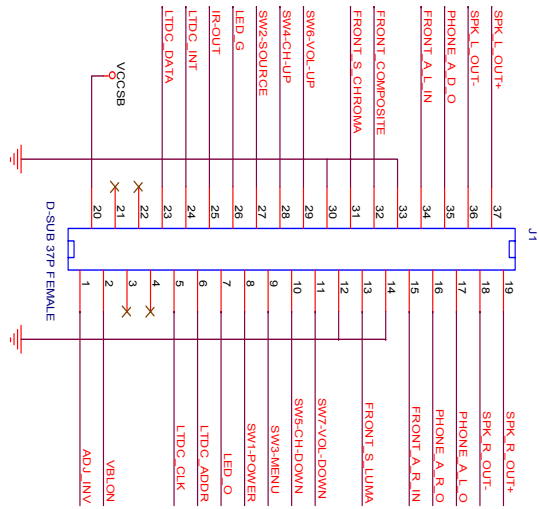 J1
D-SUB 37P FEMALE
SPK_L_OUT+
SPK_L_OUT-
PHONE_A_D_O
FRONT_A_L_IN
FRONT_COMPOSITE
FRONT_S_CHROMA
SW6-VOL-UP
SW4-CH-UP
SW2-SOURCE
LED_G
IR-OUT
LTDC_INT
LTDC_DATA
VCCSB
37
36
35
34
33
32
31
30
29
28
27
26
25
24
23
22
21
20
19
18
17
16
15
14
13
12
11
10
9
8
7
6
5
4
3
2
1
SPK_R_OUT+
SPK_R_OUT-
PHONE_A_L_O
PHONE_A_R_O
FRONT_A_R_IN
FRONT_S_LUMA
SW7-VOL-DOWN
SW5-CH-DOWN
SW3-MENU
SW1-POWER
LED_O
LTDC_ADDR
LTDC_CLK
VBLON
ADJ_INV